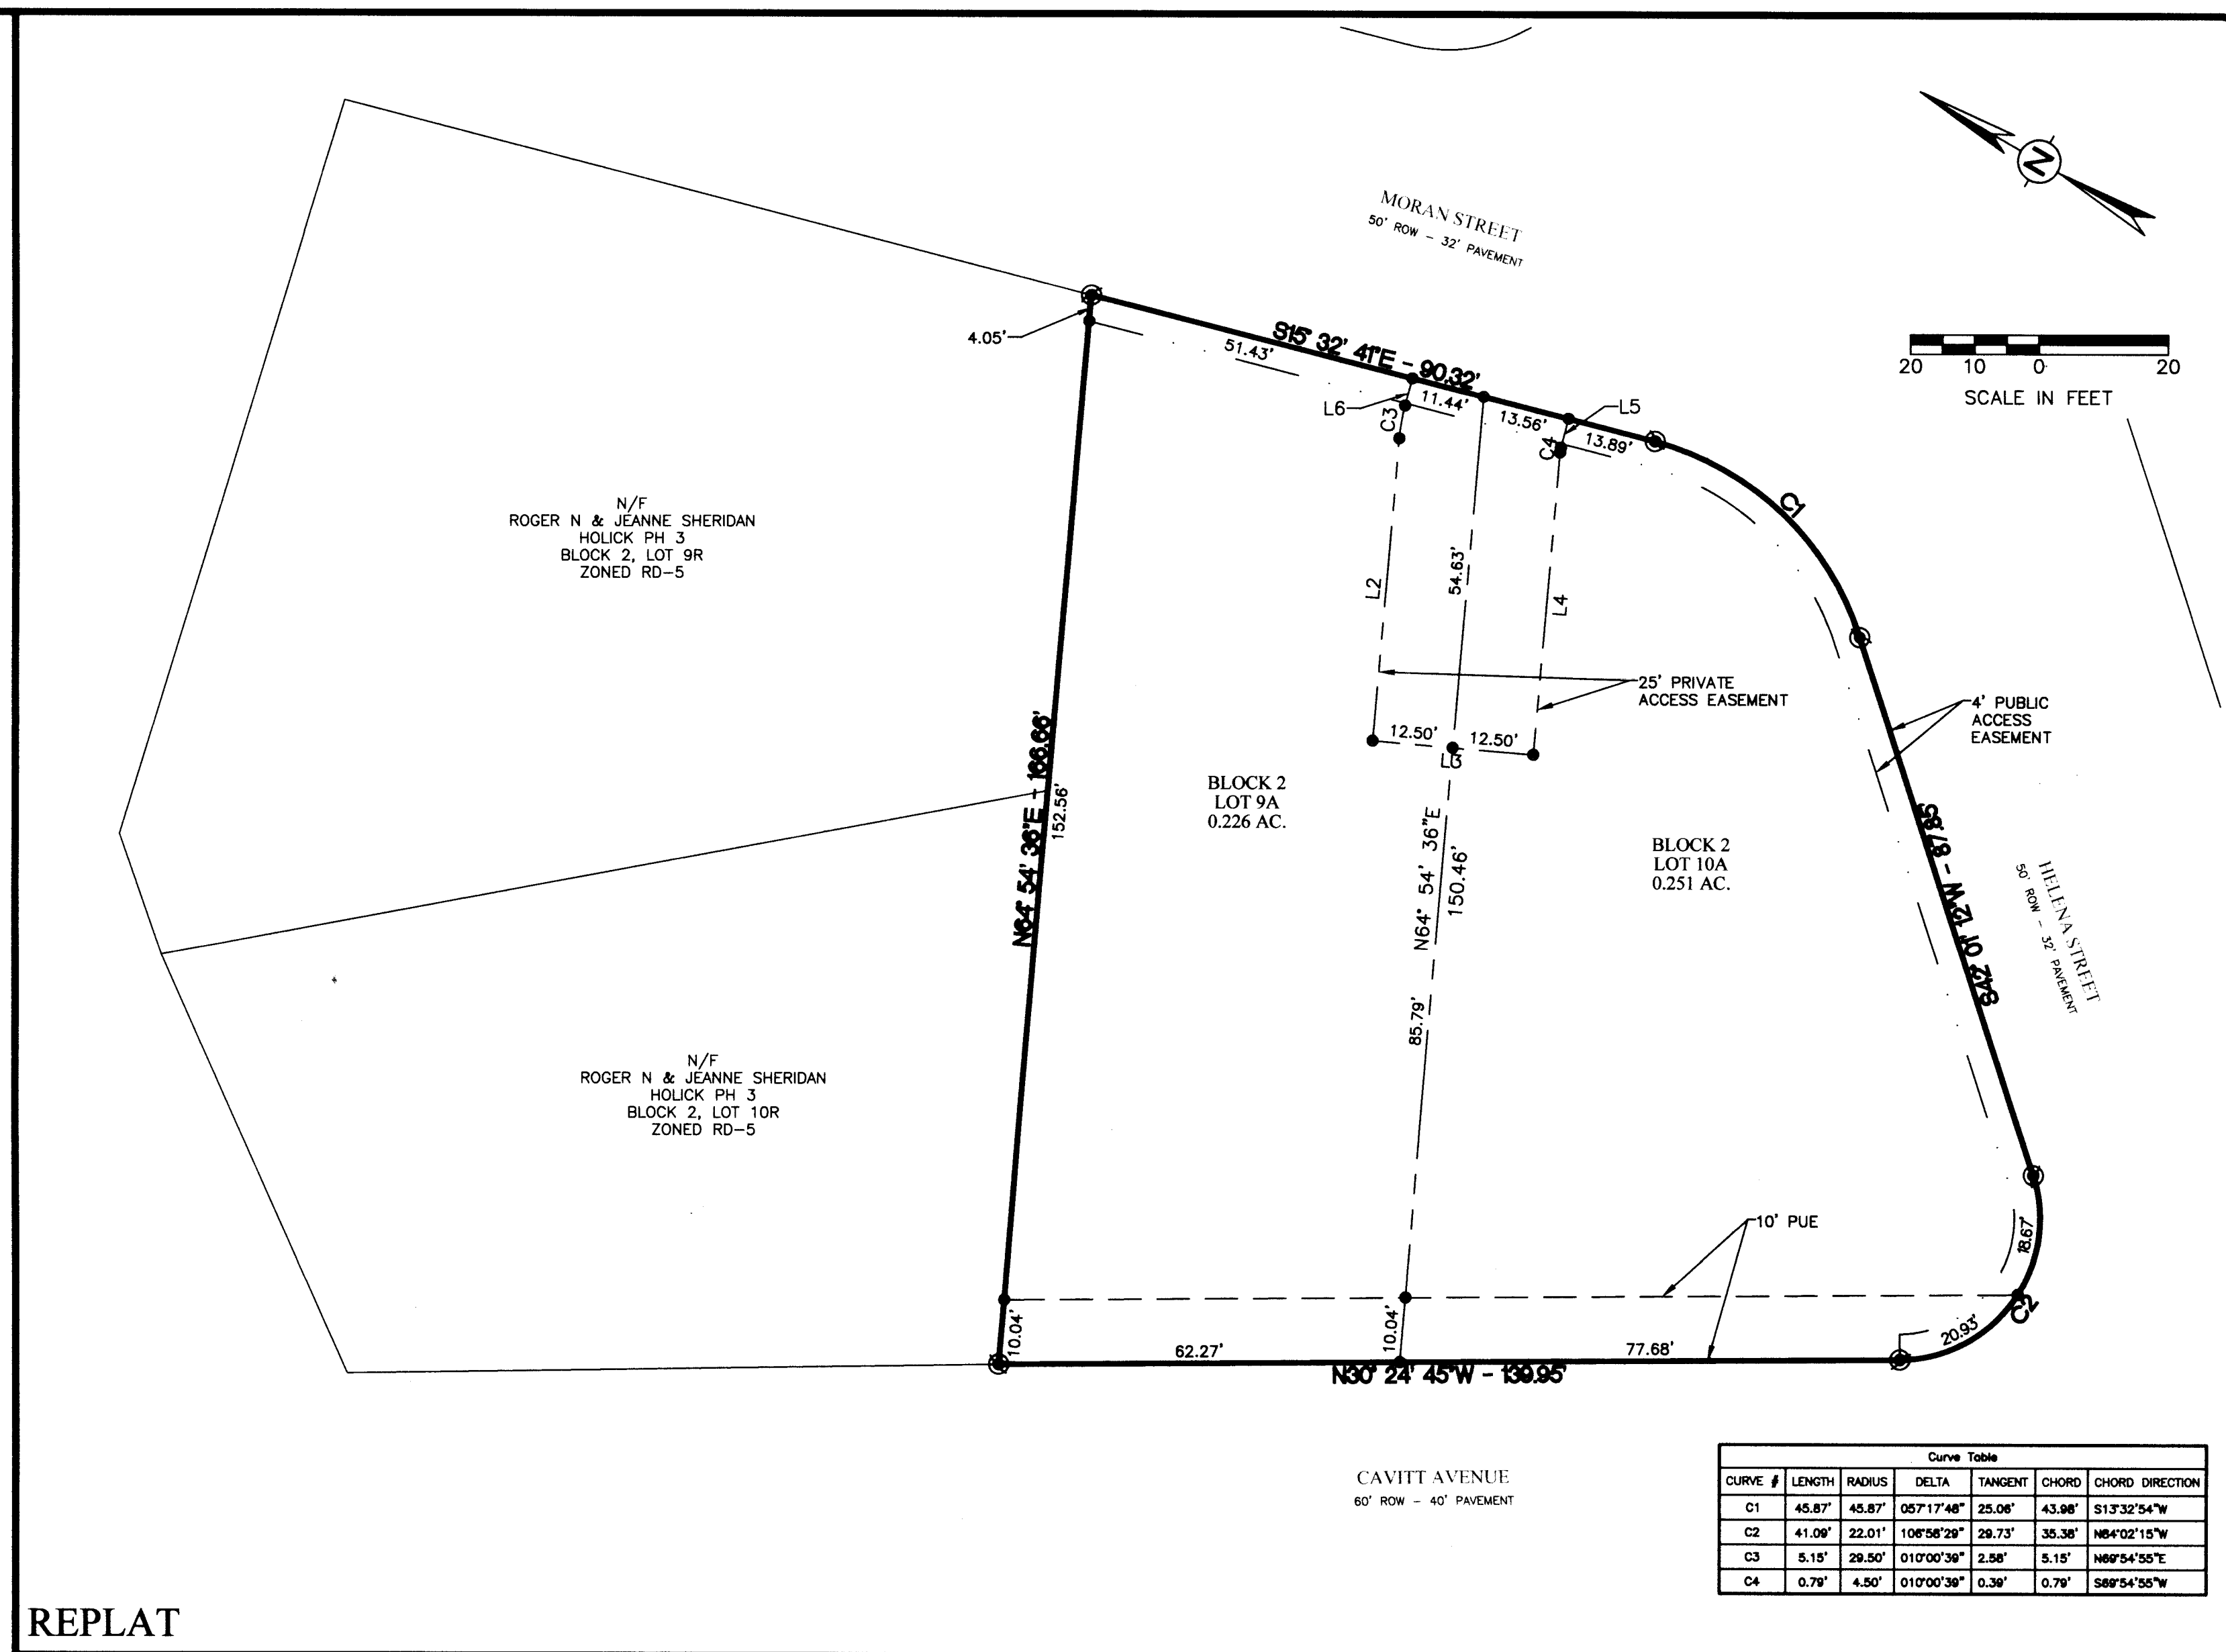 MORAN STREET
50' ROW - 32' PAVEMENT
N
20 10 0 20
SCALE IN FEET
4.05'
S15° 32' 41"E - 90.32'
51.43'
L6
C3
11.44'
13.56'
L5
C4
13.89'
C1
N/F
ROGER N & JEANNE SHERIDAN
HOLICK PH 3
BLOCK 2, LOT 9R
ZONED RD-5
L2
54.63'
L4
25' PRIVATE
ACCESS EASEMENT
4' PUBLIC
ACCESS
EASEMENT
12.50'
12.50'
L3
N64° 54' 36"E - 166.66'
152.56'
BLOCK 2
LOT 9A
0.226 AC.
N64° 54' 36"E
150.46'
BLOCK 2
LOT 10A
0.251 AC.
S42° 01' 12"W - 87.85'
HELENA STREET
50' ROW - 32' PAVEMENT
85.79'
N/F
ROGER N & JEANNE SHERIDAN
HOLICK PH 3
BLOCK 2, LOT 10R
ZONED RD-5
10' PUE
18.67'
C2
20.93'
10.04'
10.04'
62.27'
77.68'
N30° 24' 45"W - 139.95'
CAVITT AVENUE
60' ROW - 40' PAVEMENT
Curve Table
CURVE # LENGTH RADIUS DELTA TANGENT CHORD CHORD DIRECTION
C1 45.87' 45.87' 057°17'48" 25.06' 43.98' S13°32'54"W
C2 41.09' 22.01' 106°58'29" 29.73' 35.38' N84°02'15"W
C3 5.15' 29.50' 010°00'39" 2.58' 5.15' N69°54'55"E
C4 0.79' 4.50' 010°00'39" 0.39' 0.79' S69°54'55"W
REPLAT